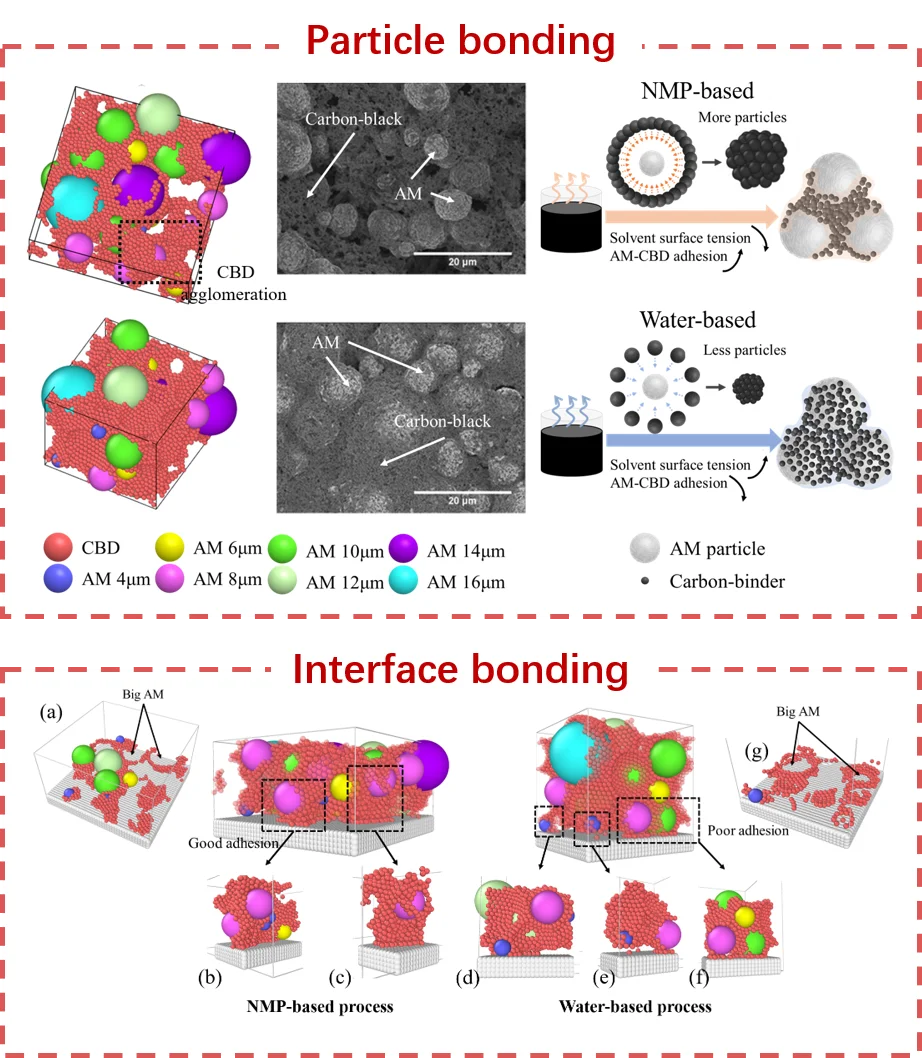 Particle bonding
CBD
agglomeration
Carbon-black
AM
20 μm
NMP-based
More particles
Solvent surface tension
AM-CBD adhesion
AM
Carbon-black
20 μm
Water-based
Less particles
Solvent surface tension
AM-CBD adhesion
CBD
AM 6μm
AM 10μm
AM 14μm
AM 4μm
AM 8μm
AM 12μm
AM 16μm
AM particle
Carbon-binder
Interface bonding
(a)
Big AM
Good adhesion
(g)
Big AM
Poor adhesion
(b)
(c)
(d)
(e)
(f)
NMP-based process
Water-based process